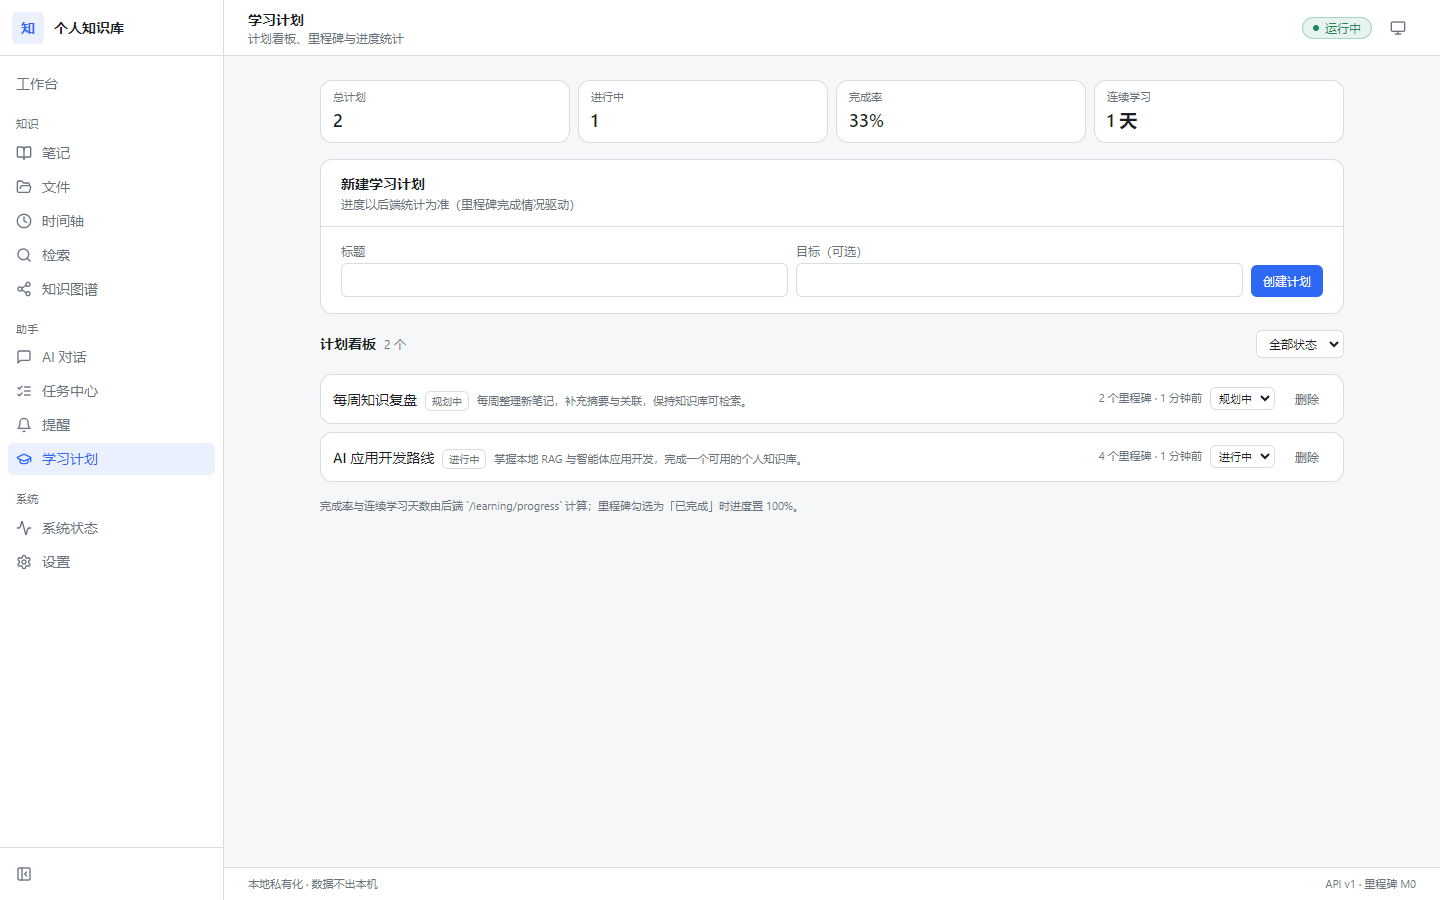 知 个人知识库
工作台
知识
笔记
文件
时间轴
检索
知识图谱
助手
AI 对话
任务中心
提醒
学习计划
系统
系统状态
设置
学习计划
计划看板、里程碑与进度统计
运行中
总计划
2
进行中
1
完成率
33%
连续学习
1 天
新建学习计划
进度以后端统计为准（里程碑完成情况驱动）
标题
目标（可选）
创建计划
计划看板 2 个
全部状态
每周知识复盘 规划中 每周整理新笔记，补充摘要与关联，保持知识库可检索。 2 个里程碑 · 1 分钟前 规划中 删除
AI 应用开发路线 进行中 掌握本地 RAG 与智能体应用开发，完成一个可用的个人知识库。 4 个里程碑 · 1 分钟前 进行中 删除
完成率与连续学习天数由后端 `/learning/progress` 计算；里程碑勾选为「已完成」时进度置 100%。
本地私有化 · 数据不出本机
API v1 · 里程碑 M0